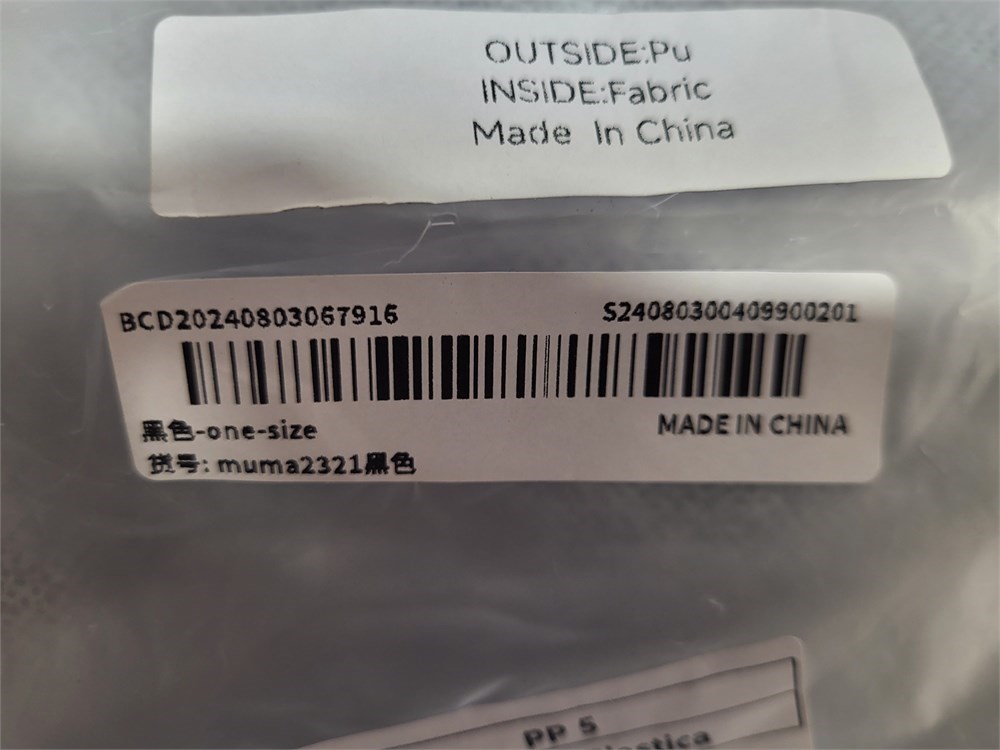 OUTSIDE:Pu
INSIDE:Fabric
Made In China
BCD20240803067916 S24080300409900201
黑色-one-size MADE IN CHINA
货号: muma2321黑色
PP 5